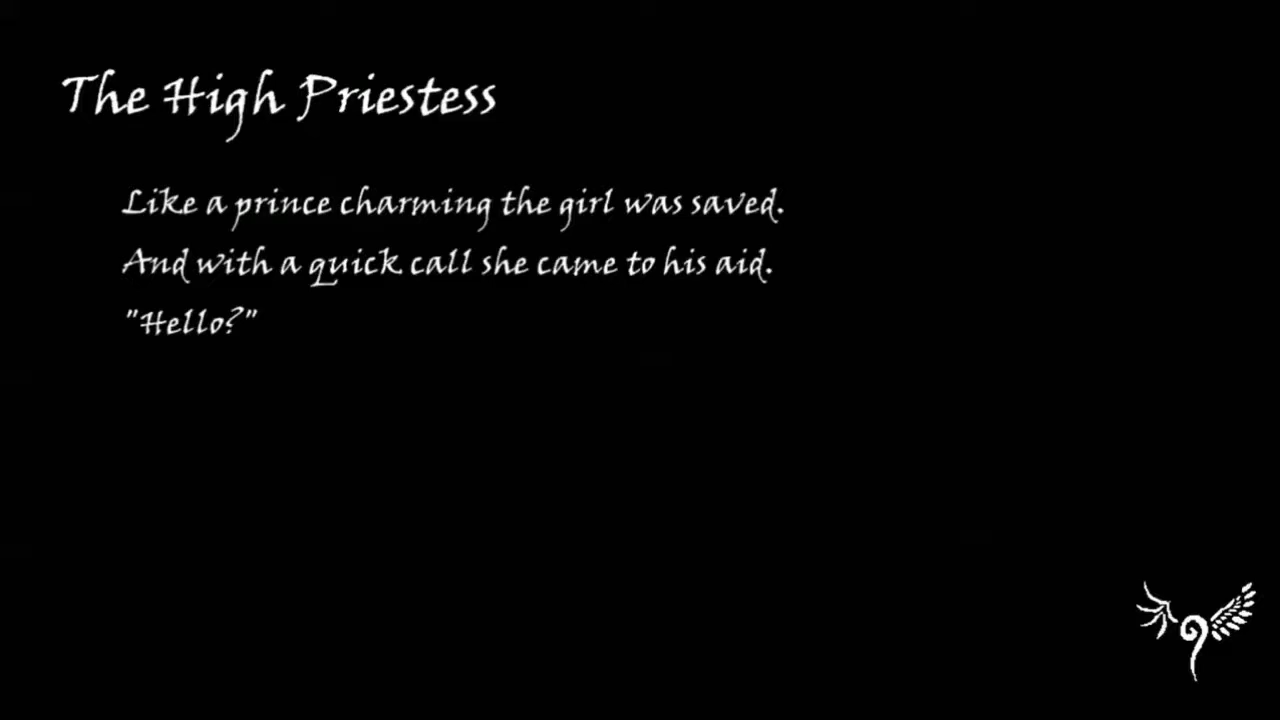 The High Priestess
Like a prince charming the girl was saved.
And with a quick call she came to his aid.
"Hello?"